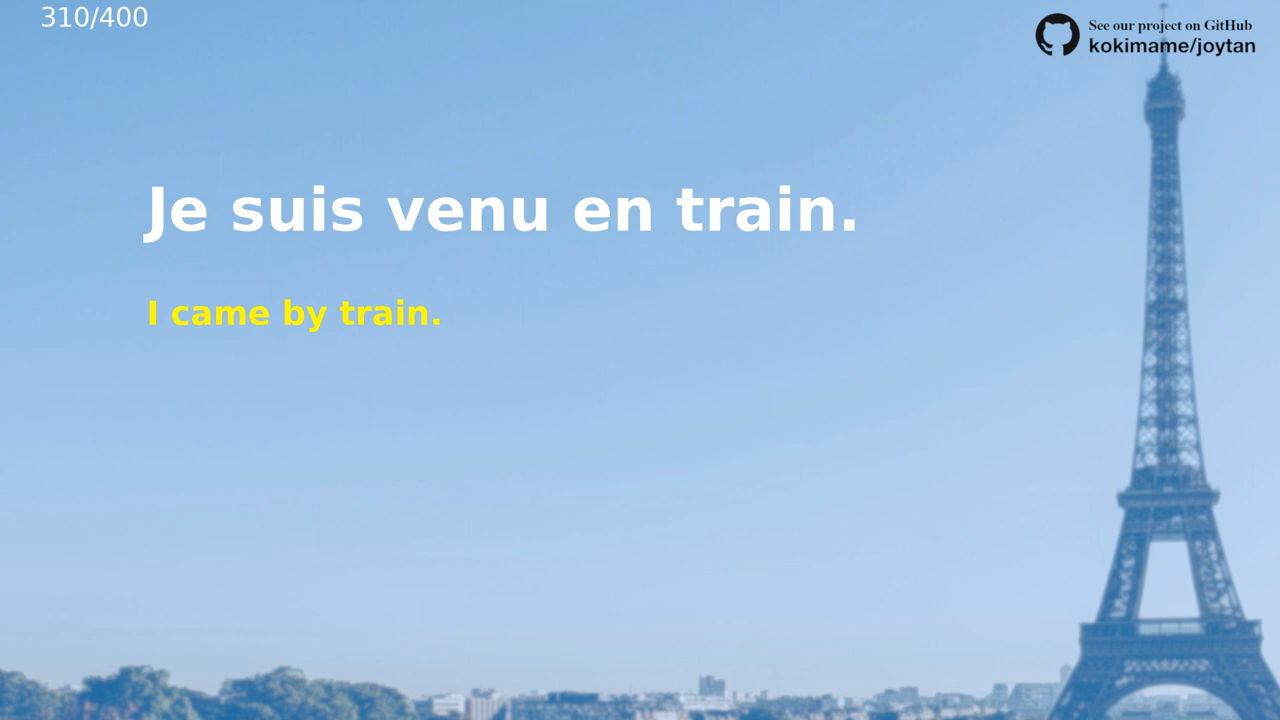 310/400
See our project on GitHub
kokimame/joytan
Je suis venu en train.
I came by train.